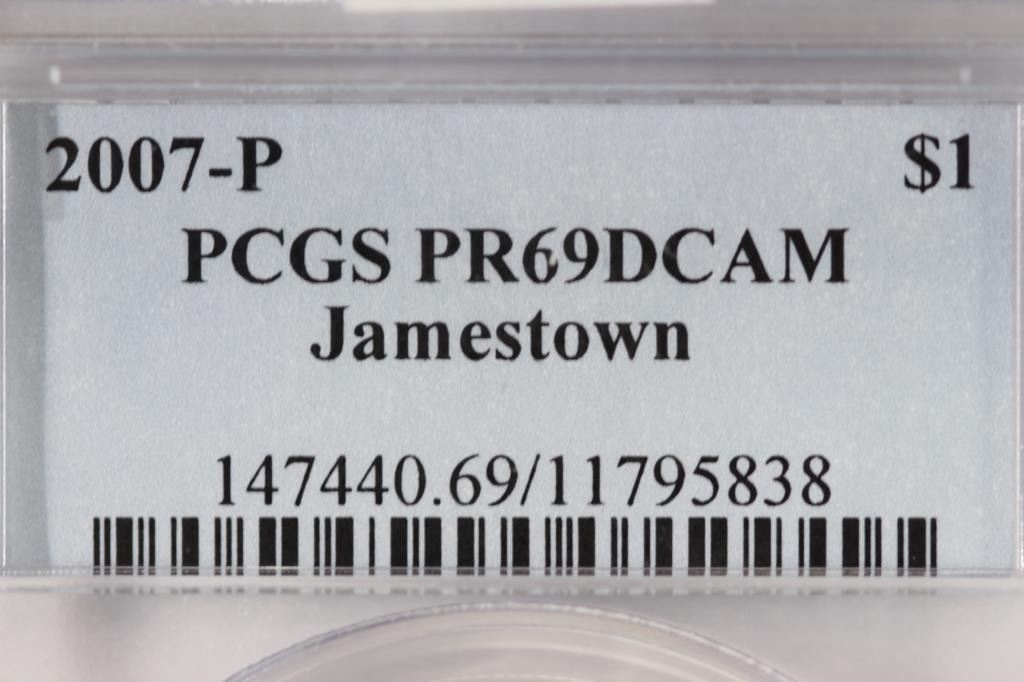 2007-P $1
PCGS PR69DCAM
Jamestown
147440.69/11795838